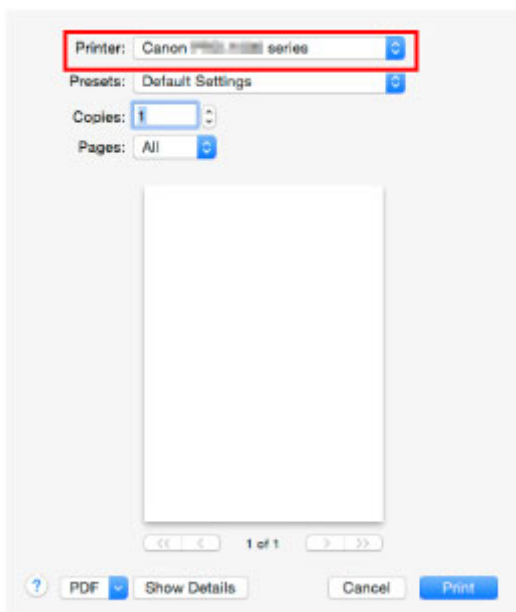 Printer: Canon series
Presets: Default Settings
Copies: 1
Pages: All
<< < 1 of 1 > >>
? PDF Show Details Cancel Print